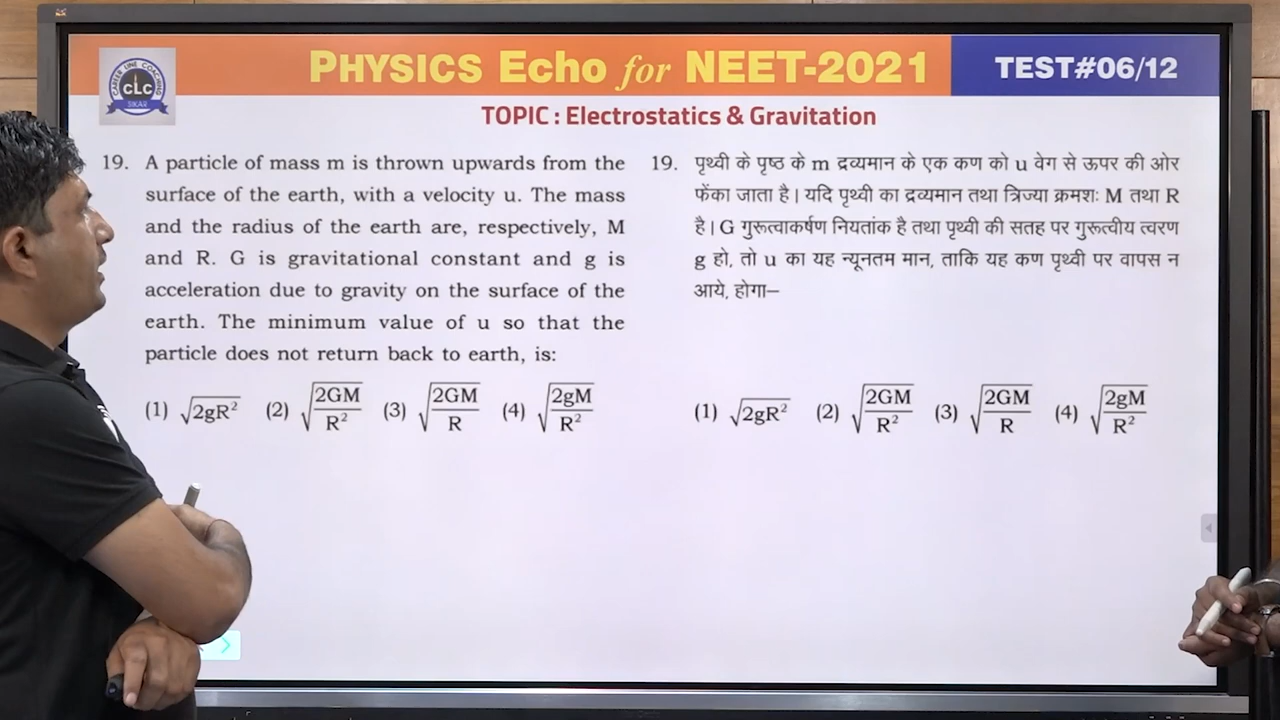 PHYSICS Echo for NEET-2021
TEST#06/12
CAREER LINE COACHING
CLC
SIKAR
TOPIC : Electrostatics & Gravitation
19. A particle of mass m is thrown upwards from the
surface of the earth, with a velocity u. The mass
and the radius of the earth are, respectively, M
and R. G is gravitational constant and g is
acceleration due to gravity on the surface of the
earth. The minimum value of u so that the
particle does not return back to earth, is:
(1) √2gR² (2) √(2GM/R²) (3) √(2GM/R) (4) √(2gM/R²)
19. पृथ्वी के पृष्ठ के m द्रव्यमान के एक कण को u वेग से ऊपर की ओर
फेंका जाता है। यदि पृथ्वी का द्रव्यमान तथा त्रिज्या क्रमशः M तथा R
है। G गुरूत्वाकर्षण नियतांक है तथा पृथ्वी की सतह पर गुरूत्वीय त्वरण
g हो, तो u का यह न्यूनतम मान, ताकि यह कण पृथ्वी पर वापस न
आये, होगा–
(1) √2gR² (2) √(2GM/R²) (3) √(2GM/R) (4) √(2gM/R²)